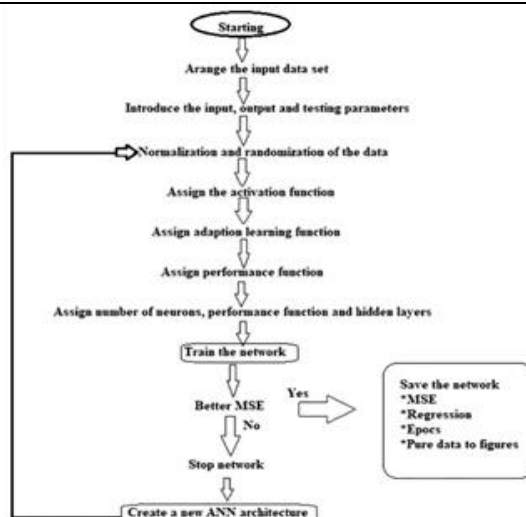 Starting
Arange the input data set
Introduce the input, output and testing parameters
Normalization and randomization of the data
Assign the activation function
Assign adaption learning function
Assign performance function
Assign number of neurons, performance function and hidden layers
Train the network
Better MSE
Yes
No
Save the network
*MSE
*Regression
*Epocs
*Pure data to figures
Stop network
Create a new ANN architecture